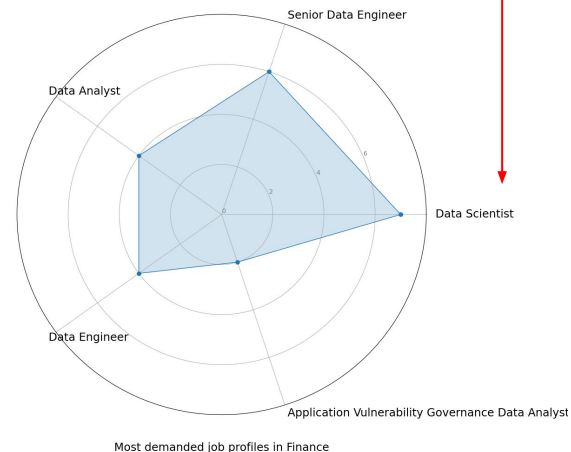 Senior Data Engineer
Data Analyst
6
4
2
0
Data Scientist
Data Engineer
Application Vulnerability Governance Data Analyst
Most demanded job profiles in Finance